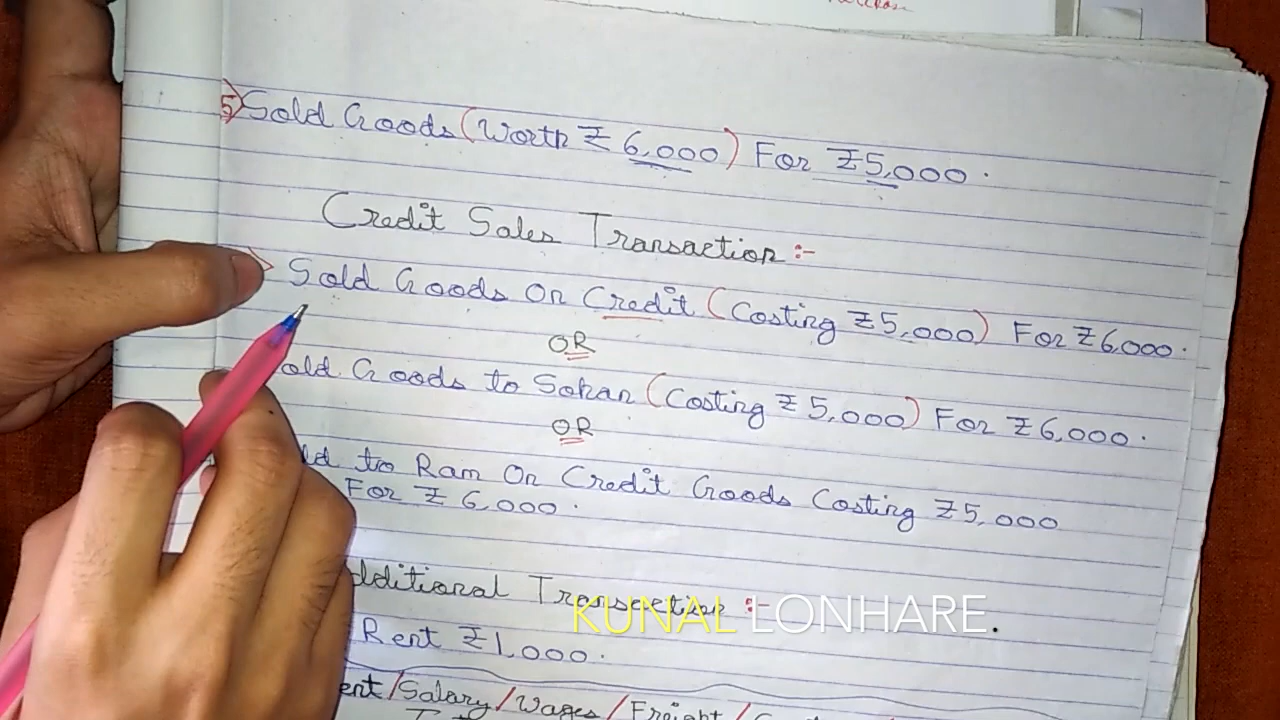 5) Sold Goods (Worth ₹ 6,000) For ₹5,000.
Credit Sales Transaction :-
Sold Goods On Credit (Costing ₹5,000) For ₹6,000.
OR
old Goods to Sohan (Costing ₹5,000) For ₹6,000.
OR
ld to Ram On Credit Goods Costing ₹5,000
For ₹ 6,000.
dditional Transaction :-
KUNAL LONHARE.
Rent ₹1,000.
ent/Salary/Wages/Freight/